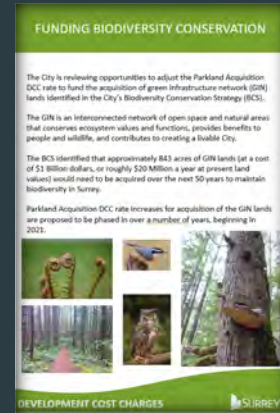 FUNDING BIODIVERSITY CONSERVATION
The City is reviewing opportunities to adjust the Parkland Acquisition
DCC rate to fund the acquisition of green infrastructure network (GIN)
lands identified in the City's Biodiversity Conservation Strategy (BCS).
The GIN is an interconnected network of open space and natural areas
that conserves ecosystem values and functions, provides benefits to
people and wildlife, and contributes to creating a livable City.
The BCS identified that approximately 843 acres of GIN lands (at a cost
of $1 Billion dollars, or roughly $20 Million a year at present land
values) would need to be acquired over the next 50 years to maintain
biodiversity in Surrey.
Parkland Acquisition DCC rate increases for acquisition of the GIN lands
are proposed to be phased in over a number of years, beginning in
2021.
DEVELOPMENT COST CHARGES
SURREY